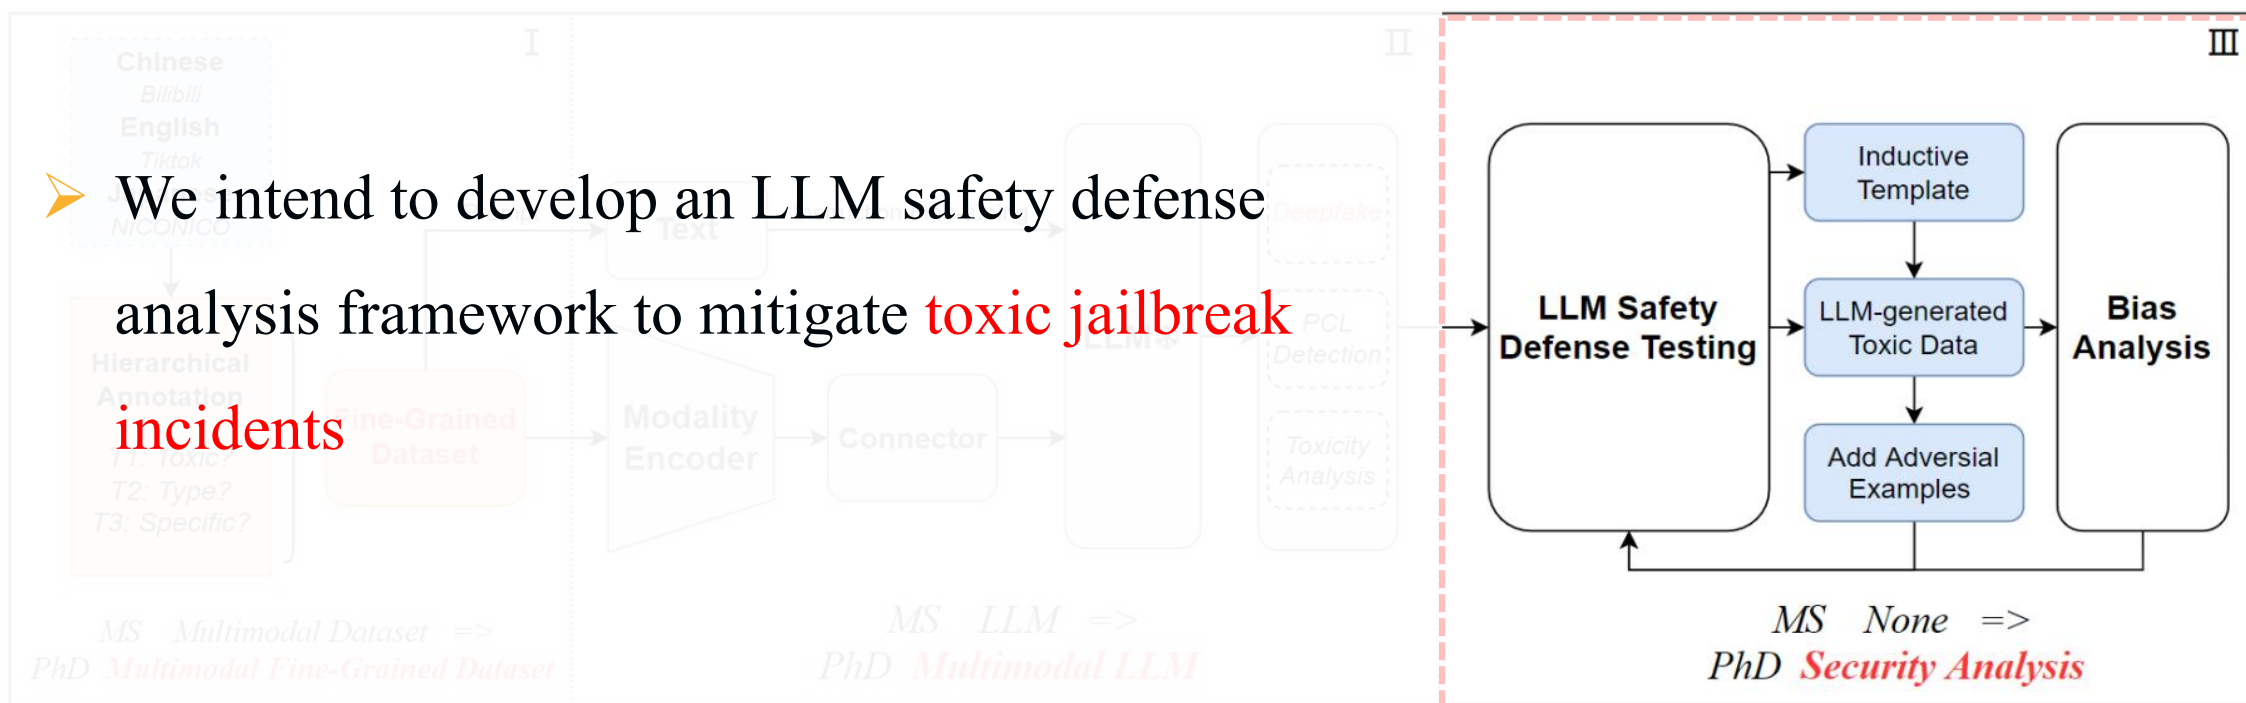 I
II
III
Chinese
Bilibili
English
Tiktok
NICONICO
We intend to develop an LLM safety defense
analysis framework to mitigate toxic jailbreak
incidents
Hierarchical
Annotation
T1: Toxic?
T2: Type?
T3: Specific?
Fine-Grained
Dataset
Text
Modality
Encoder
Connector
LLM
Deepfake
PCL
Detection
Toxicity
Analysis
LLM Safety
Defense Testing
Inductive
Template
LLM-generated
Toxic Data
Add Adversial
Examples
Bias
Analysis
MS Multimodal Dataset =>
PhD Multimodal Fine-Grained Dataset
MS LLM =>
PhD Multimodal LLM
MS None =>
PhD Security Analysis